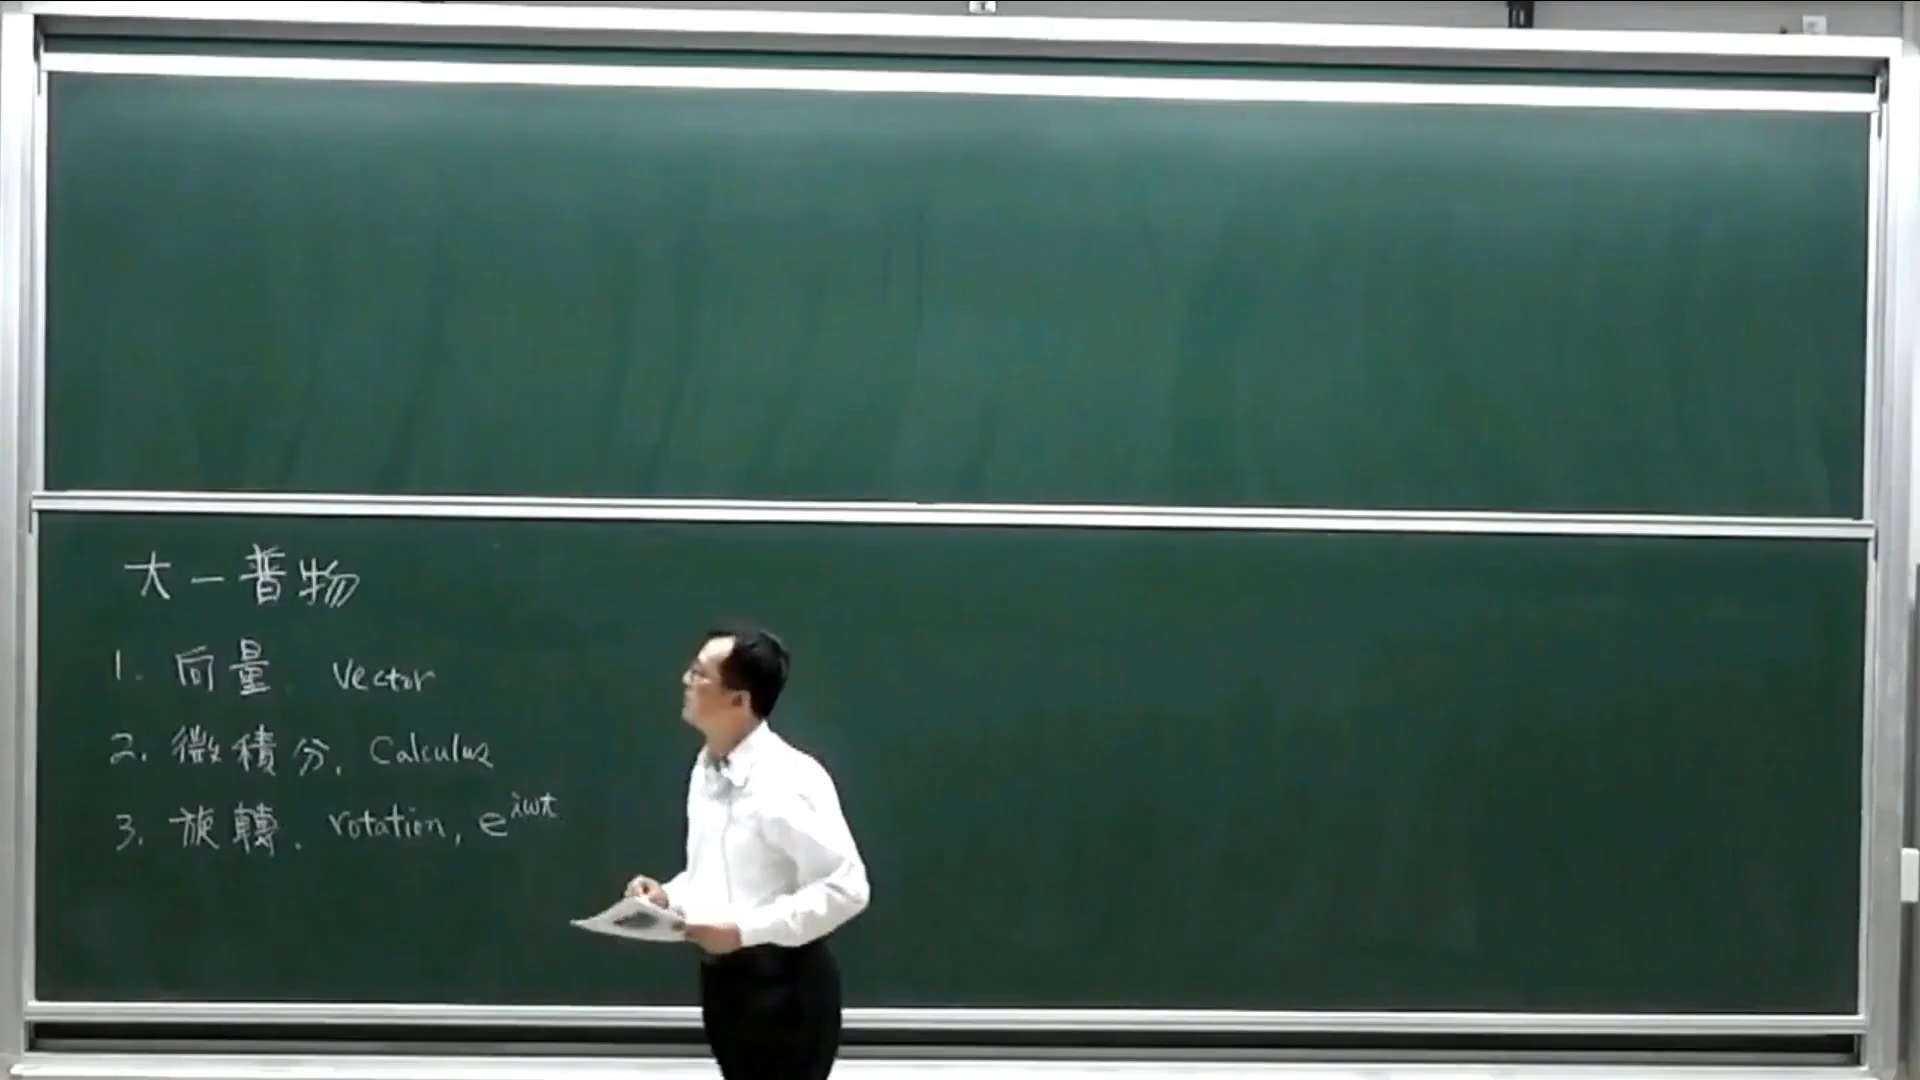 大一普物
1. 向量. vector
2. 微積分. Calculus
3. 旋轉. rotation, e^{iωt}